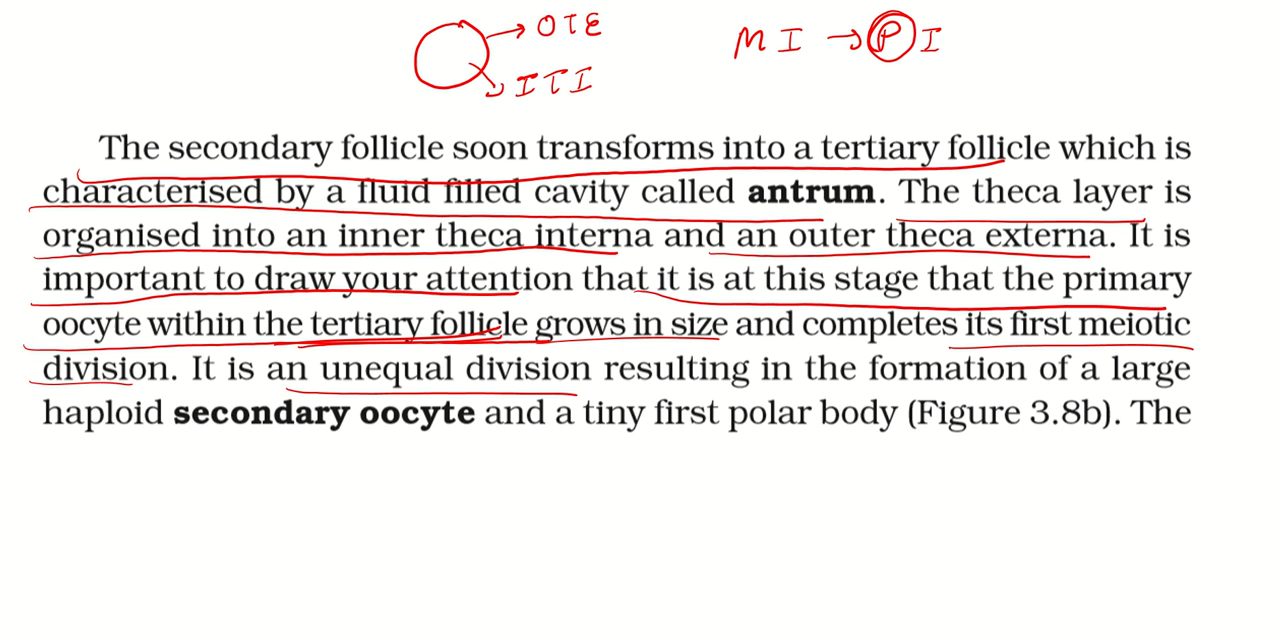 OTE
MI → P I
ITI
The secondary follicle soon transforms into a tertiary follicle which is
characterised by a fluid filled cavity called antrum. The theca layer is
organised into an inner theca interna and an outer theca externa. It is
important to draw your attention that it is at this stage that the primary
oocyte within the tertiary follicle grows in size and completes its first meiotic
division. It is an unequal division resulting in the formation of a large
haploid secondary oocyte and a tiny first polar body (Figure 3.8b). The